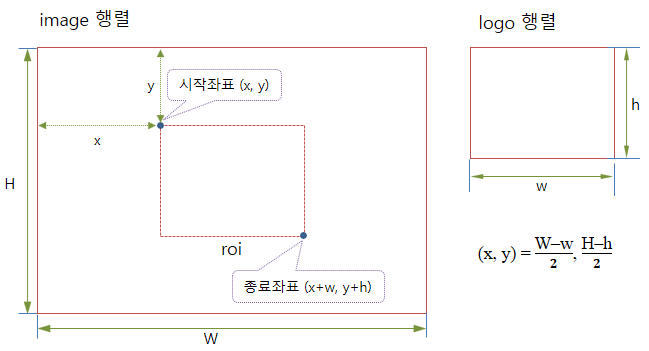 image 행렬
logo 행렬
y
시작좌표 (x, y)
x
H
h
w
roi
(x, y) = W–w/2, H–h/2
종료좌표 (x+w, y+h)
W